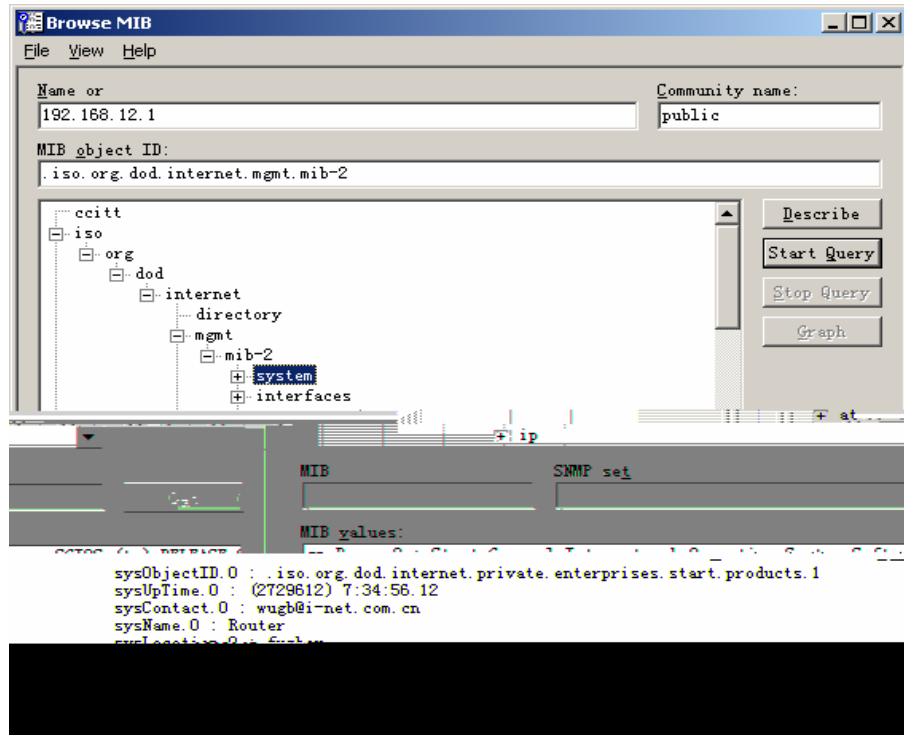 Browse MIB
File View Help
Name or
Community name:
192.168.12.1
public
MIB object ID:
.iso.org.dod.internet.mgmt.mib-2
ccitt
Describe
iso
org
Start Query
dod
internet
Stop Query
directory
mgmt
Graph
mib-2
system
interfaces
at
ip
MIB
SNMP set
MIB values:
sysObjectID.0 : .iso.org.dod.internet.private.enterprises.start.products.1
sysUpTime.0 : (2729612) 7:34:56.12
sysContact.0 : wugb@i-net.com.cn
sysName.0 : Router